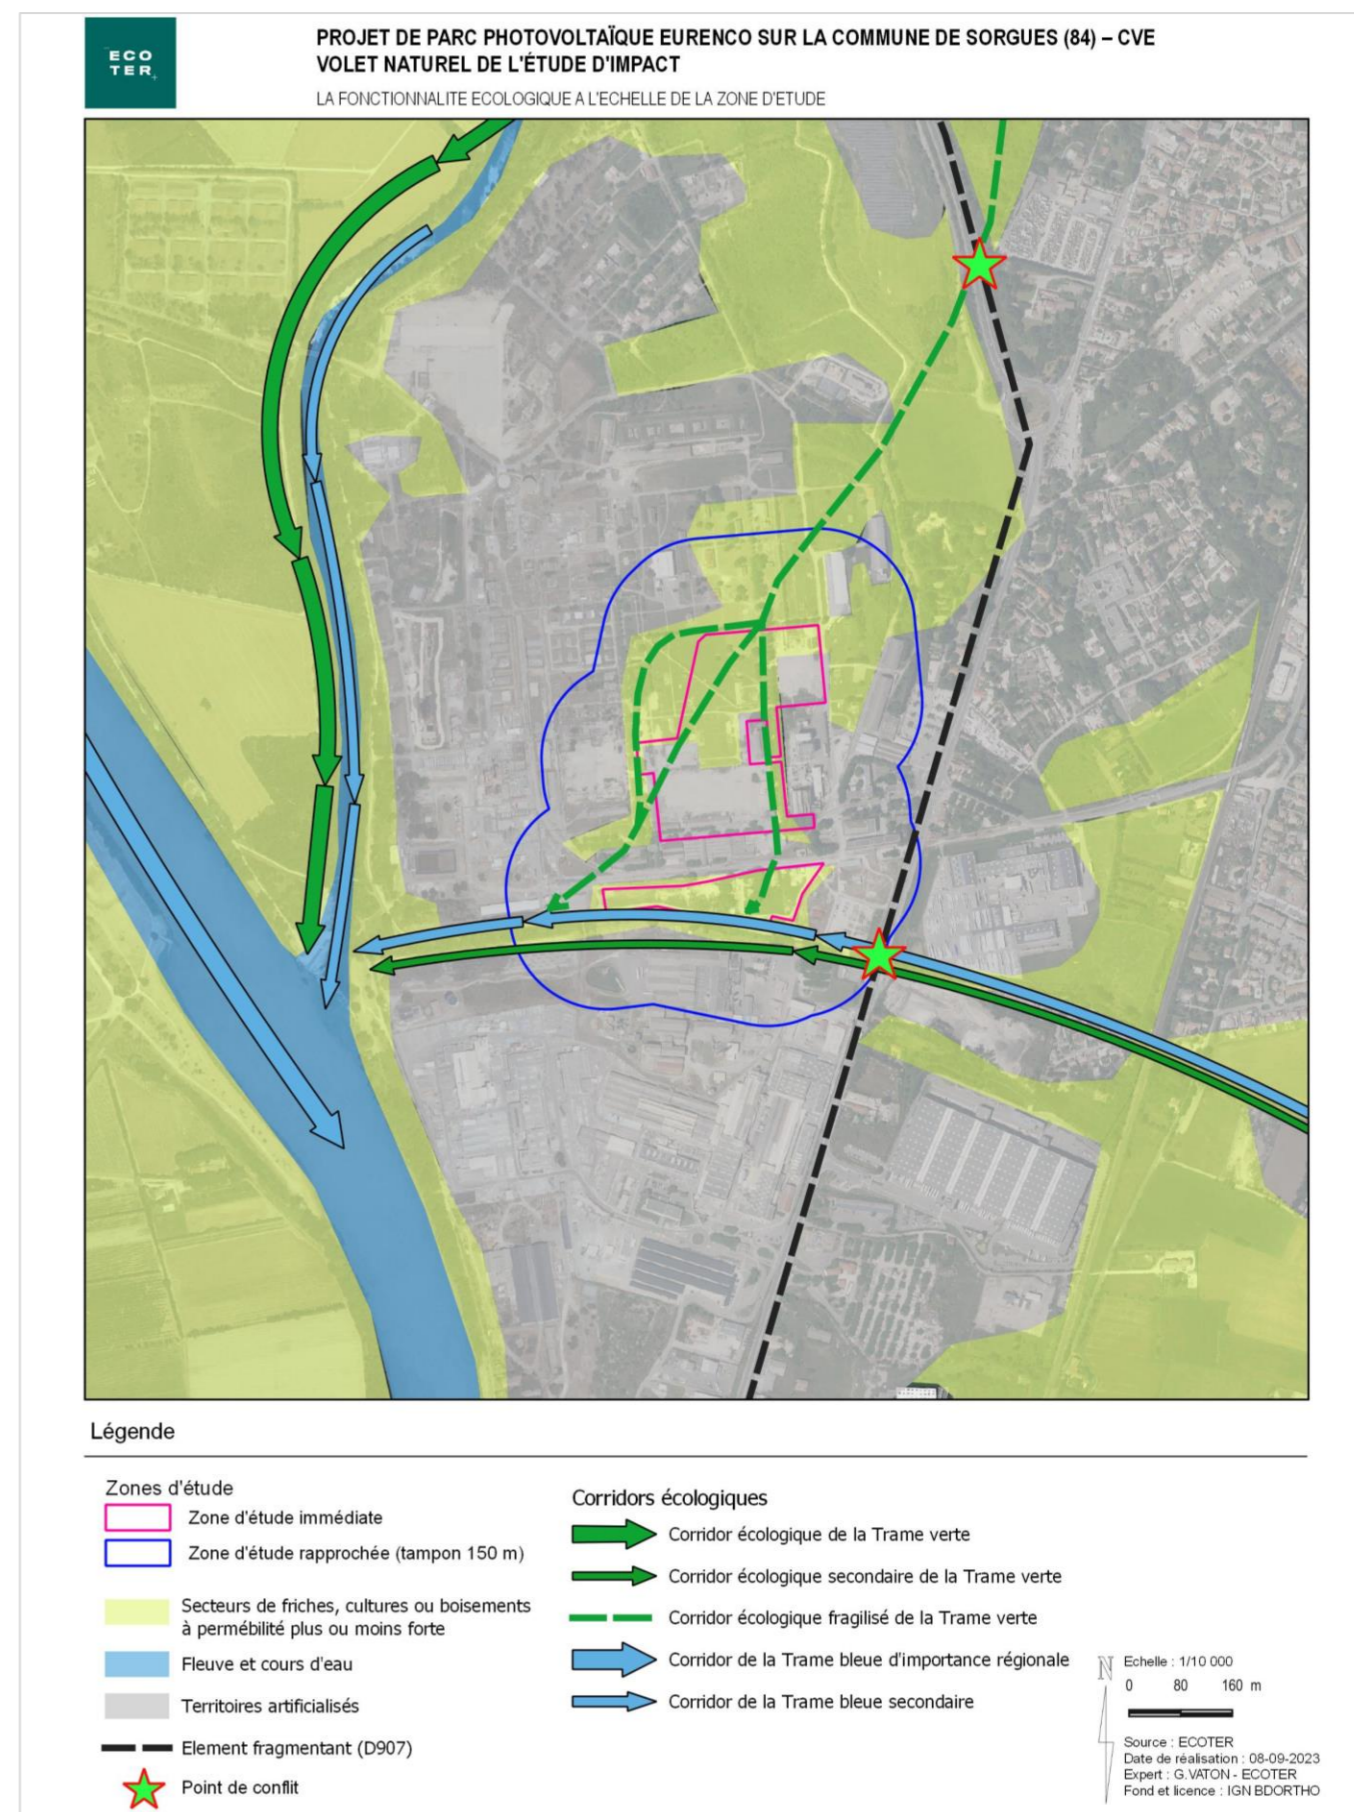 ECO
TER
PROJET DE PARC PHOTOVOLTAÏQUE EURENCO SUR LA COMMUNE DE SORGUES (84) – CVE
VOLET NATUREL DE L'ÉTUDE D'IMPACT
LA FONCTIONNALITE ECOLOGIQUE A L'ECHELLE DE LA ZONE D'ETUDE
Légende
Zones d'étude
Zone d'étude immédiate
Zone d'étude rapprochée (tampon 150 m)
Secteurs de friches, cultures ou boisements
à permébilité plus ou moins forte
Fleuve et cours d'eau
Territoires artificialisés
Element fragmentant (D907)
Point de conflit
Corridors écologiques
Corridor écologique de la Trame verte
Corridor écologique secondaire de la Trame verte
Corridor écologique fragilisé de la Trame verte
Corridor de la Trame bleue d'importance régionale
Corridor de la Trame bleue secondaire
N
Echelle : 1/10 000
0 80 160 m
Source : ECOTER
Date de réalisation : 08-09-2023
Expert : G.VATON - ECOTER
Fond et licence : IGN BDORTHO